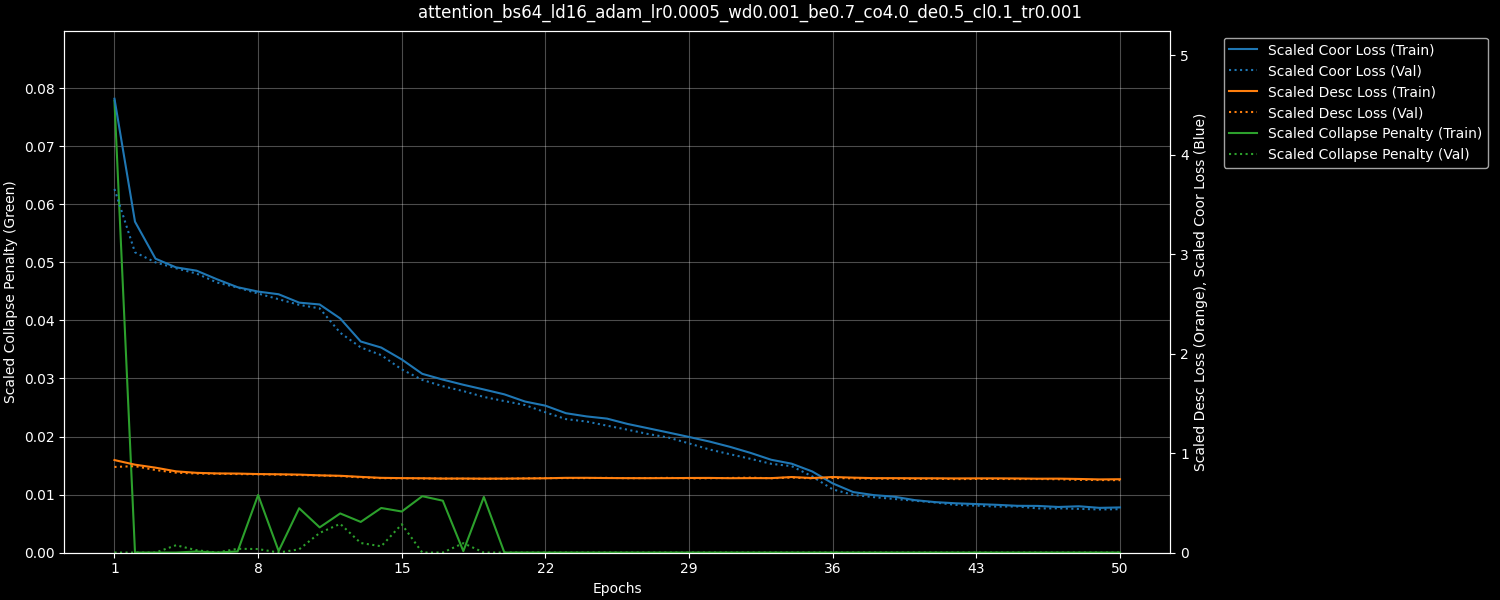 attention_bs64_ld16_adam_lr0.0005_wd0.001_be0.7_co4.0_de0.5_cl0.1_tr0.001
Scaled Collapse Penalty (Green)
0.08
0.07
0.06
0.05
0.04
0.03
0.02
0.01
0.00
1
8
15
22
29
36
43
50
Epochs
5
4
3
2
1
0
Scaled Desc Loss (Orange), Scaled Coor Loss (Blue)
Scaled Coor Loss (Train)
Scaled Coor Loss (Val)
Scaled Desc Loss (Train)
Scaled Desc Loss (Val)
Scaled Collapse Penalty (Train)
Scaled Collapse Penalty (Val)